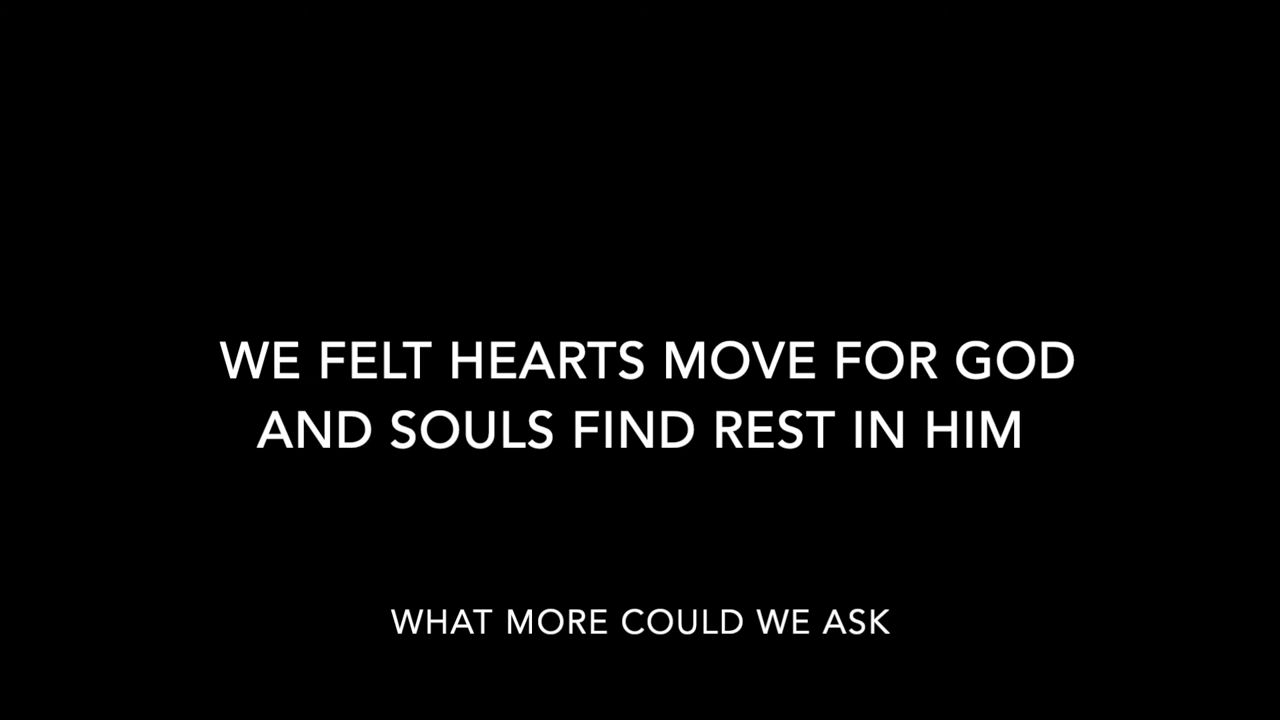 WE FELT HEARTS MOVE FOR GOD
AND SOULS FIND REST IN HIM
WHAT MORE COULD WE ASK